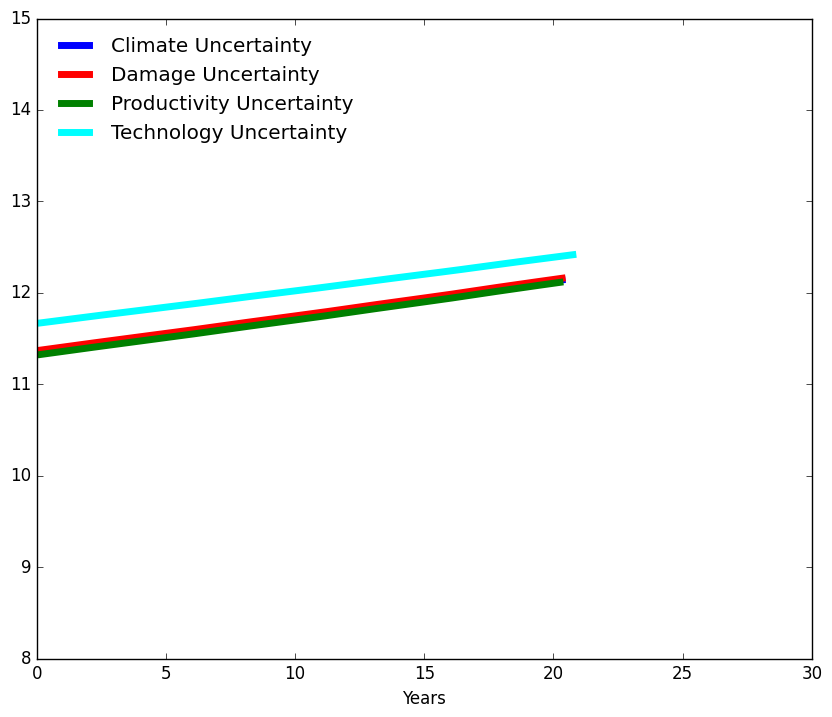 15
14
13
12
11
10
9
8
Climate Uncertainty
Damage Uncertainty
Productivity Uncertainty
Technology Uncertainty
0 5 10 15 20 25 30
Years